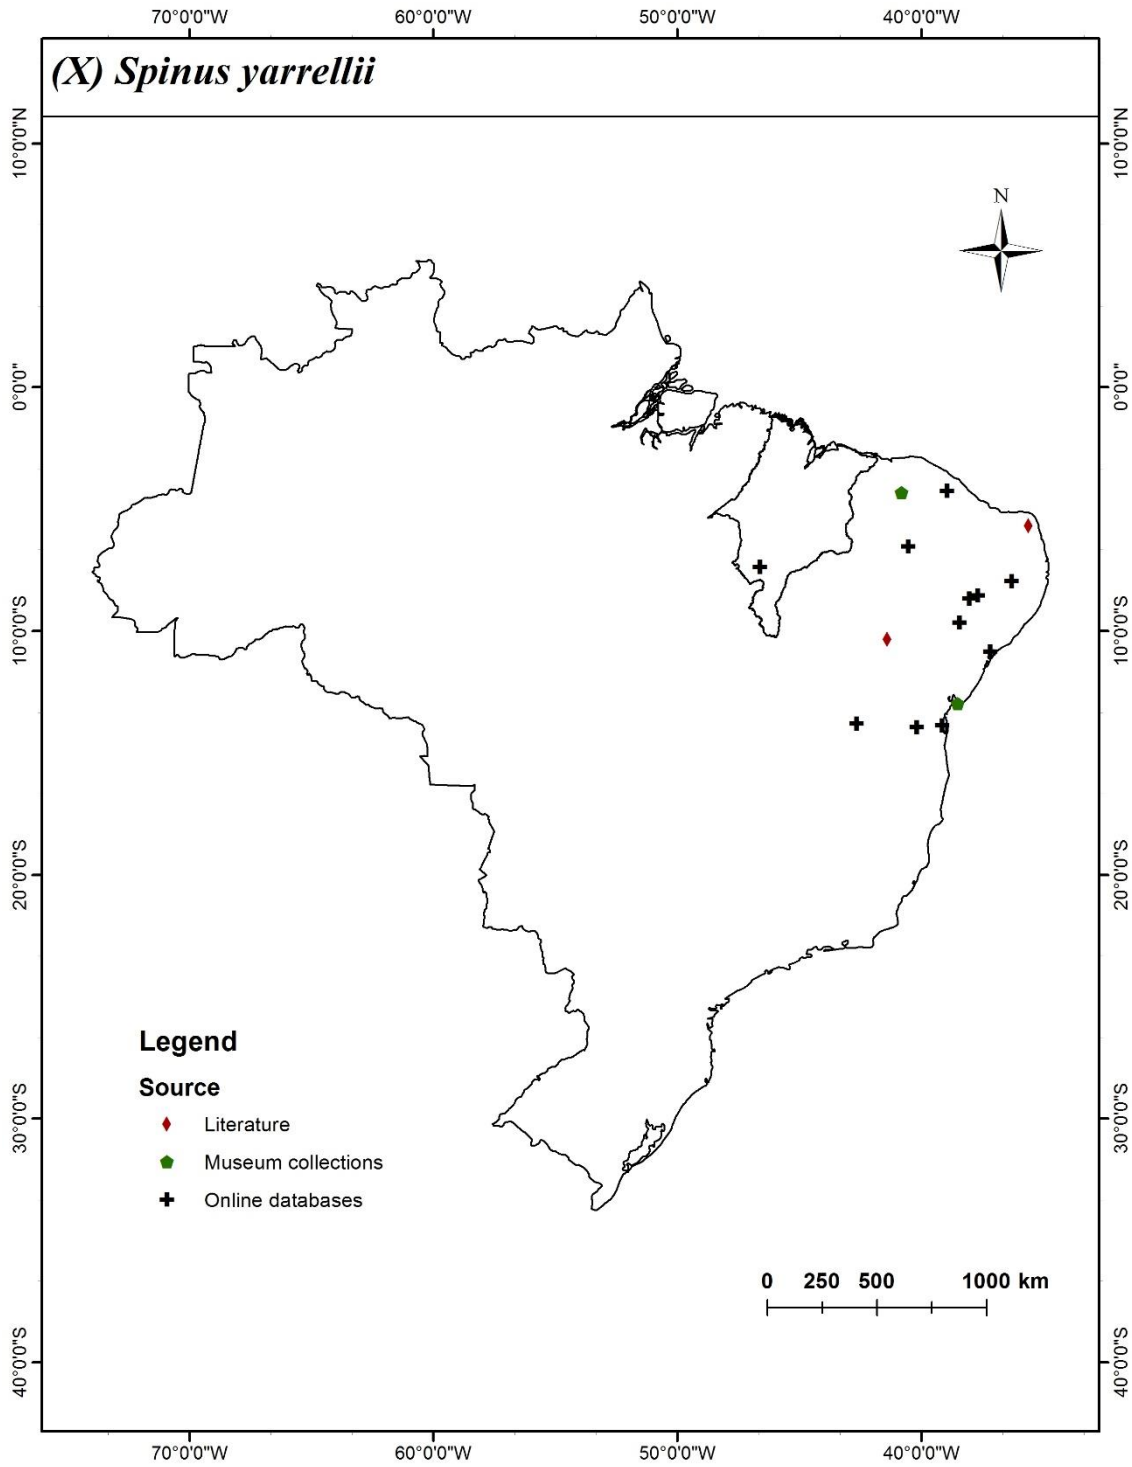 70°0'0"W 60°0'0"W 50°0'0"W 40°0'0"W
(X) Spinus yarrellii
10°0'0"N 10°0'0"N
N
0°0'0" 0°0'0"
10°0'0"S 10°0'0"S
20°0'0"S 20°0'0"S
Legend
Source
Literature
Museum collections
Online databases
30°0'0"S 30°0'0"S
0 250 500 1000 km
40°0'0"S 40°0'0"S
70°0'0"W 60°0'0"W 50°0'0"W 40°0'0"W